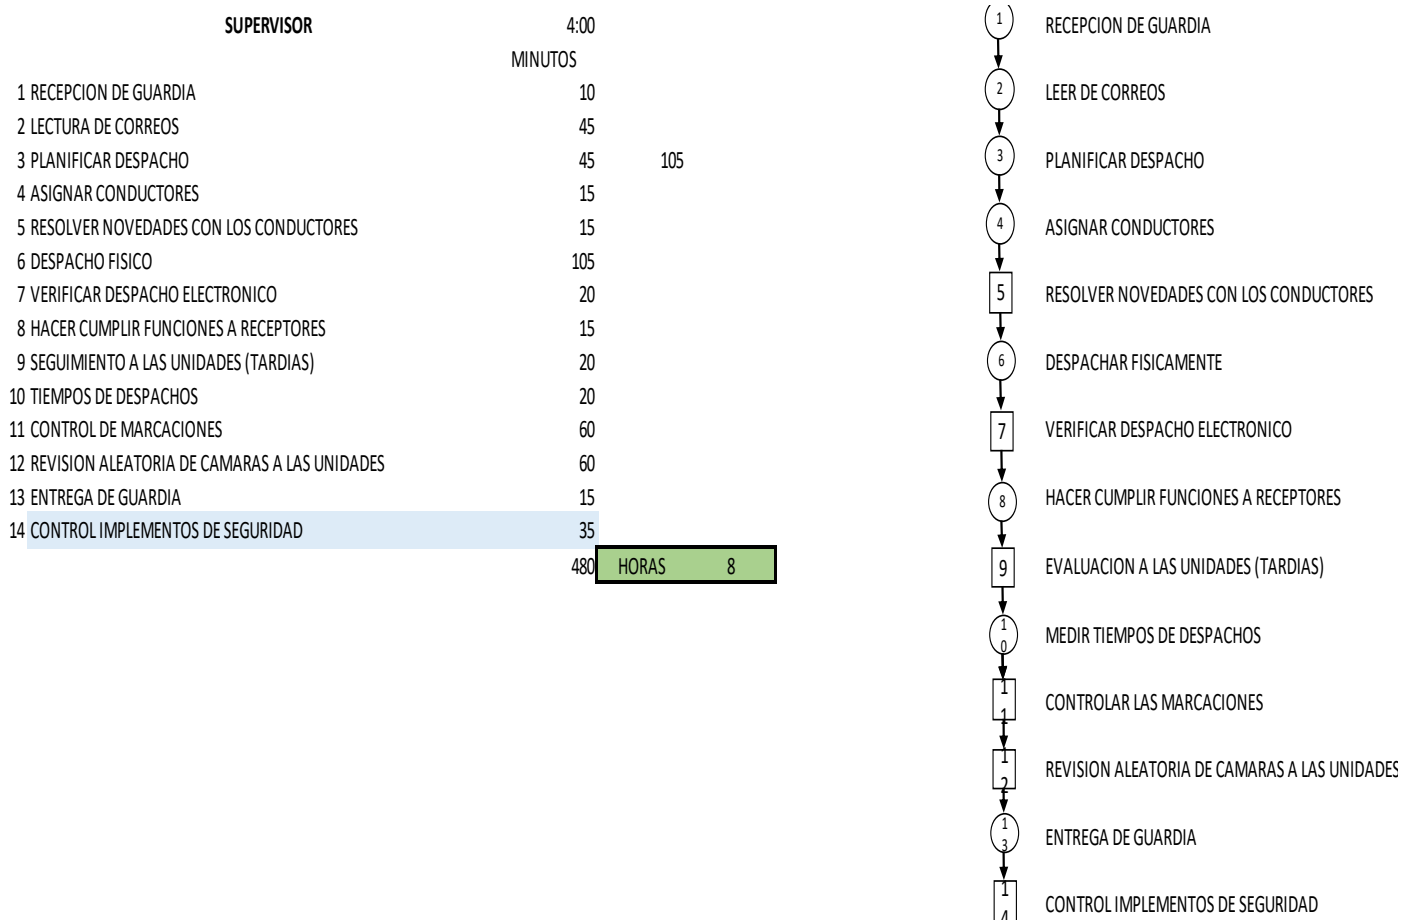 SUPERVISOR 4:00
MINUTOS
1 RECEPCION DE GUARDIA 10
2 LECTURA DE CORREOS 45
3 PLANIFICAR DESPACHO 45 105
4 ASIGNAR CONDUCTORES 15
5 RESOLVER NOVEDADES CON LOS CONDUCTORES 15
6 DESPACHO FISICO 105
7 VERIFICAR DESPACHO ELECTRONICO 20
8 HACER CUMPLIR FUNCIONES A RECEPTORES 15
9 SEGUIMIENTO A LAS UNIDADES (TARDIAS) 20
10 TIEMPOS DE DESPACHOS 20
11 CONTROL DE MARCACIONES 60
12 REVISION ALEATORIA DE CAMARAS A LAS UNIDADES 60
13 ENTREGA DE GUARDIA 15
14 CONTROL IMPLEMENTOS DE SEGURIDAD 35
480 HORAS 8
1 RECEPCION DE GUARDIA
2 LEER DE CORREOS
3 PLANIFICAR DESPACHO
4 ASIGNAR CONDUCTORES
5 RESOLVER NOVEDADES CON LOS CONDUCTORES
6 DESPACHAR FISICAMENTE
7 VERIFICAR DESPACHO ELECTRONICO
8 HACER CUMPLIR FUNCIONES A RECEPTORES
9 EVALUACION A LAS UNIDADES (TARDIAS)
10 MEDIR TIEMPOS DE DESPACHOS
11 CONTROLAR LAS MARCACIONES
12 REVISION ALEATORIA DE CAMARAS A LAS UNIDADES
13 ENTREGA DE GUARDIA
14 CONTROL IMPLEMENTOS DE SEGURIDAD